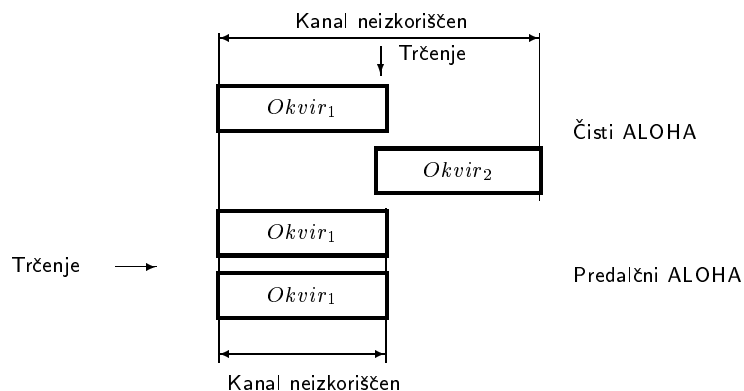 Kanal neizkoriščen
Trčenje
Okvir1
Čisti ALOHA
Okvir2
Okvir1
Trčenje
Predalčni ALOHA
Okvir1
Kanal neizkoriščen